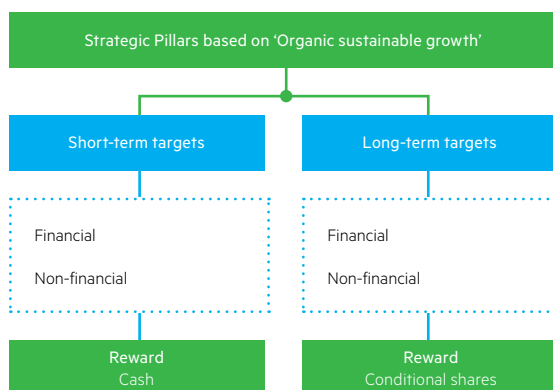 Strategic Pillars based on ‘Organic sustainable growth’
Short-term targets
Long-term targets
Financial
Non-financial
Financial
Non-financial
Reward
Cash
Reward
Conditional shares